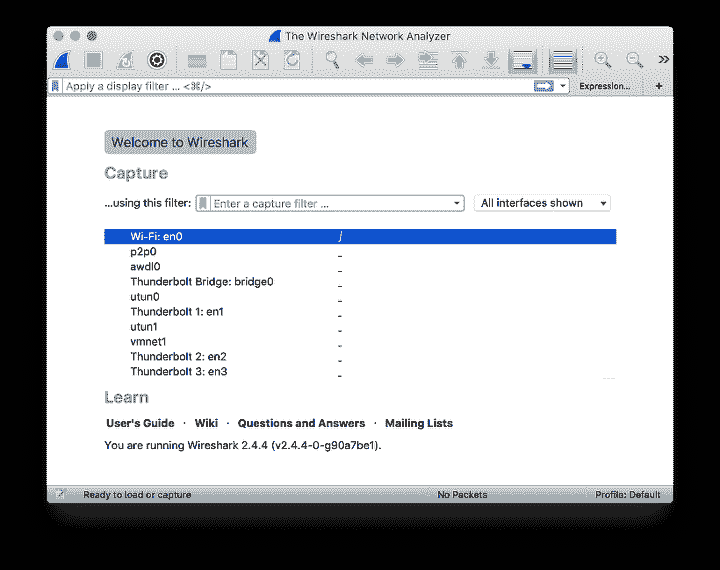 The Wireshark Network Analyzer
Apply a display filter ... <⌘/>
Expression...
+
Welcome to Wireshark
Capture
...using this filter: Enter a capture filter ... All interfaces shown
Wi-Fi: en0
p2p0
awdl0
Thunderbolt Bridge: bridge0
utun0
Thunderbolt 1: en1
utun1
vmnet1
Thunderbolt 2: en2
Thunderbolt 3: en3
Learn
User's Guide · Wiki · Questions and Answers · Mailing Lists
You are running Wireshark 2.4.4 (v2.4.4-0-g90a7be1).
Ready to load or capture No Packets Profile: Default